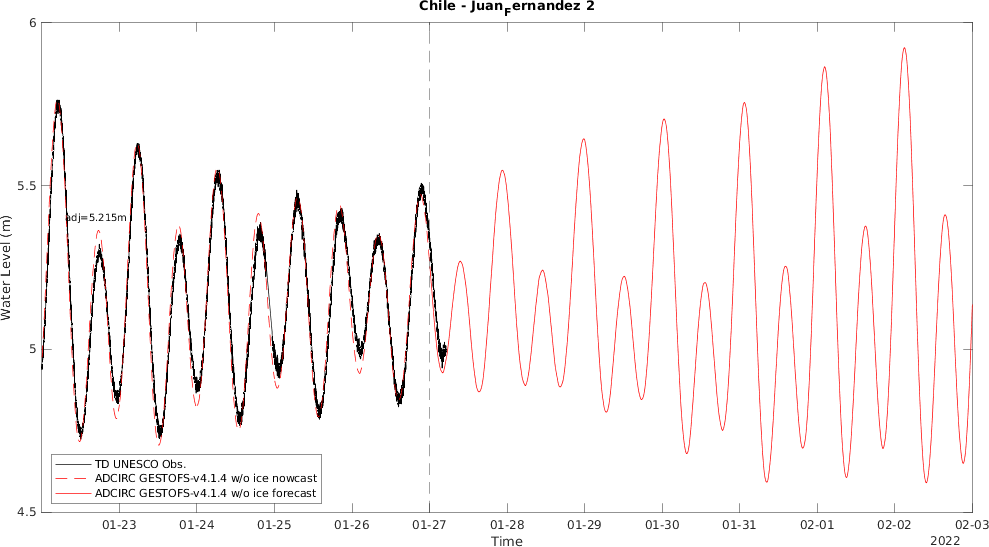 Chile - Juan_Fernandez 2
6
5.5
5
4.5
Water Level (m)
adj=5.215m
TD UNESCO Obs.
ADCIRC GESTOFS-v4.1.4 w/o ice nowcast
ADCIRC GESTOFS-v4.1.4 w/o ice forecast
01-23 01-24 01-25 01-26 01-27 01-28 01-29 01-30 01-31 02-01 02-02 02-03
Time
2022